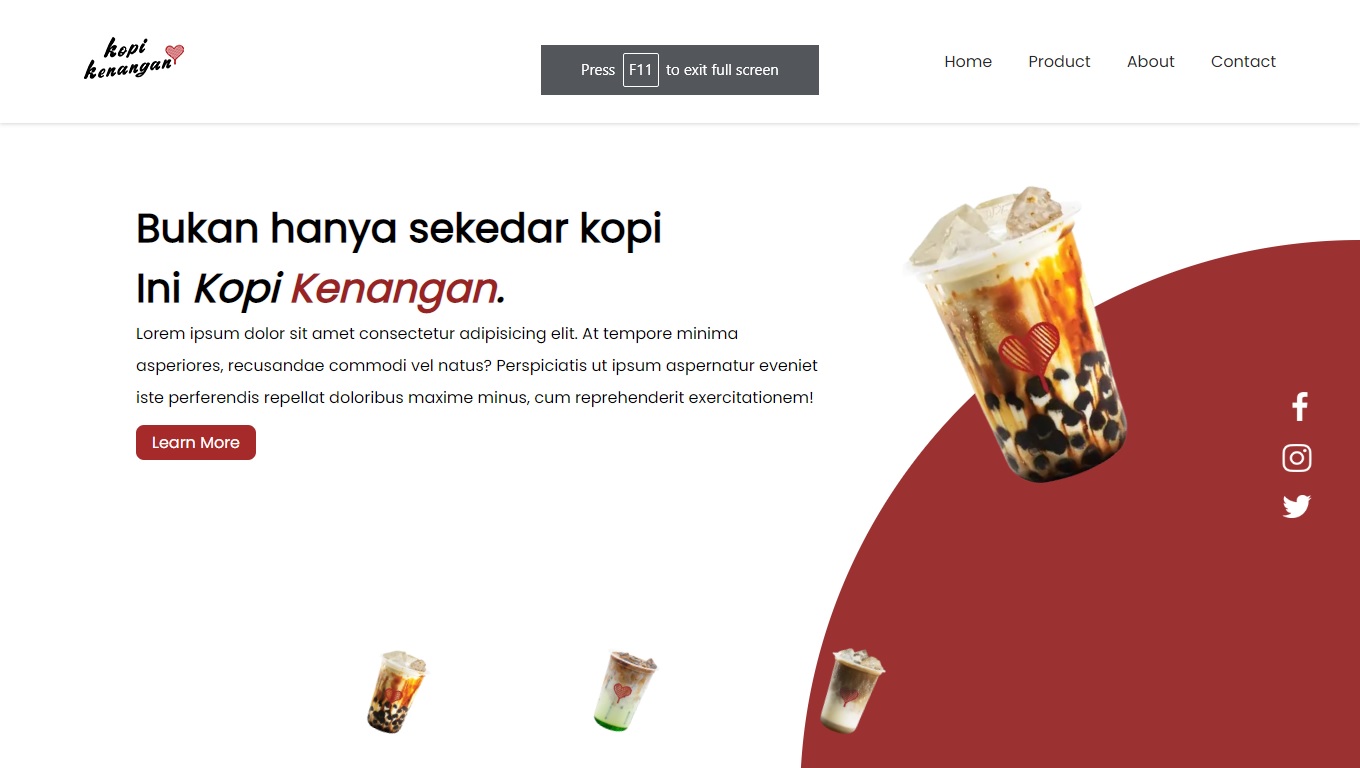 kopi
kenangan
Press F11 to exit full screen
Home Product About Contact
Bukan hanya sekedar kopi
Ini Kopi Kenangan.
Lorem ipsum dolor sit amet consectetur adipisicing elit. At tempore minima
asperiores, recusandae commodi vel natus? Perspiciatis ut ipsum aspernatur eveniet
iste perferendis repellat doloribus maxime minus, cum reprehenderit exercitationem!
Learn More